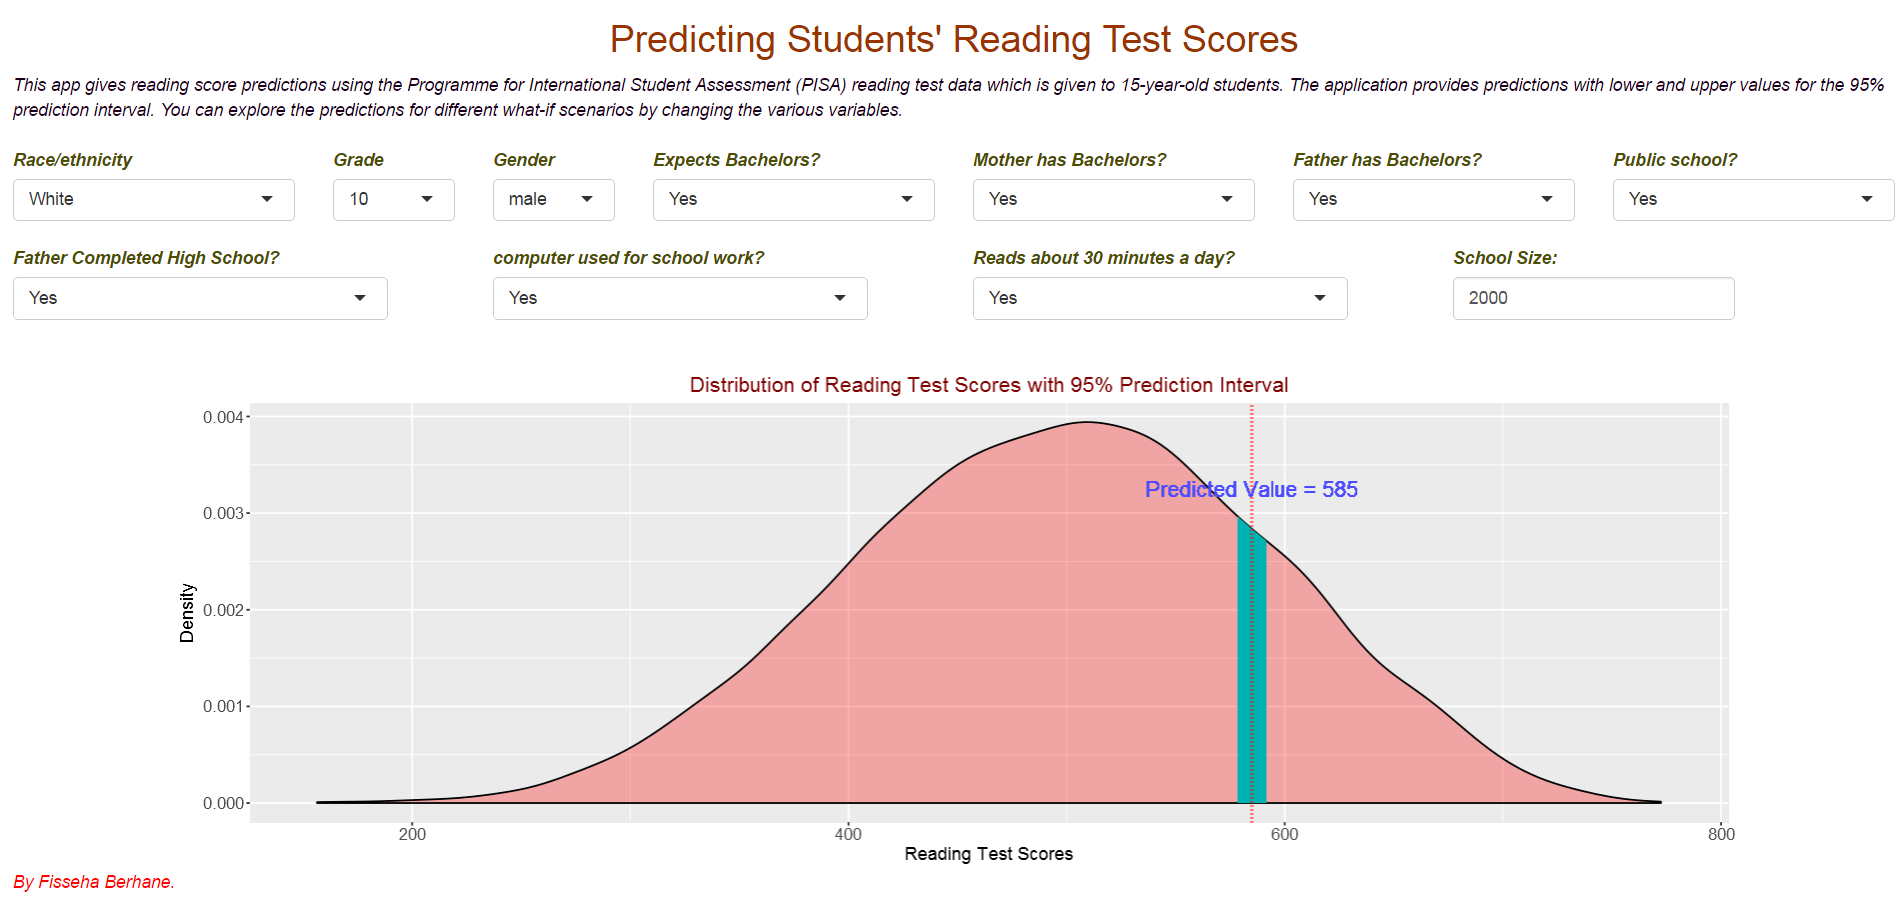 Predicting Students' Reading Test Scores
This app gives reading score predictions using the Programme for International Student Assessment (PISA) reading test data which is given to 15-year-old students. The application provides predictions with lower and upper values for the 95%
prediction interval. You can explore the predictions for different what-if scenarios by changing the various variables.
Race/ethnicity Grade Gender Expects Bachelors? Mother has Bachelors? Father has Bachelors? Public school?
White 10 male Yes Yes Yes Yes
Father Completed High School? computer used for school work? Reads about 30 minutes a day? School Size:
Yes Yes Yes 2000
Distribution of Reading Test Scores with 95% Prediction Interval
0.004
Predicted Value = 585
0.003
Density
0.002
0.001
0.000
200 400 600 800
Reading Test Scores
By Fisseha Berhane.